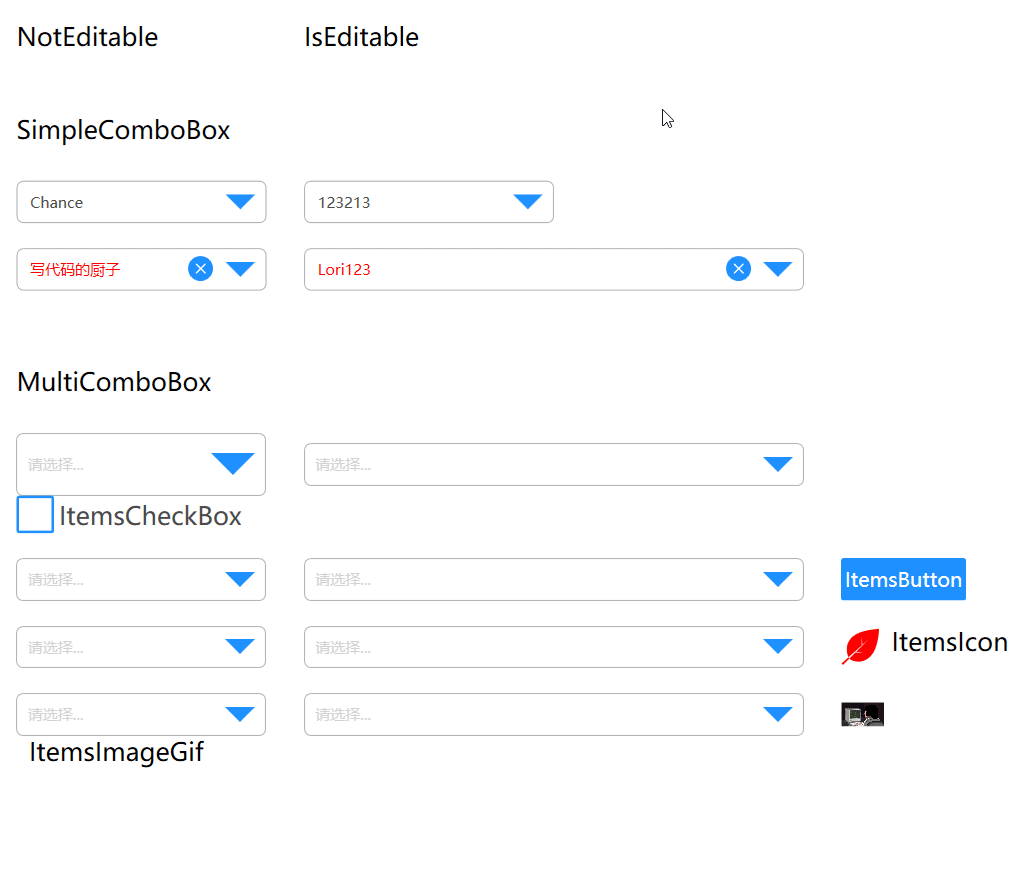 NotEditable IsEditable
SimpleComboBox
Chance 123213
写代码的厨子 Lori123
MultiComboBox
请选择... 请选择...
ItemsCheckBox
请选择... 请选择... ItemsButton
请选择... 请选择... ItemsIcon
请选择... 请选择...
ItemsImageGif